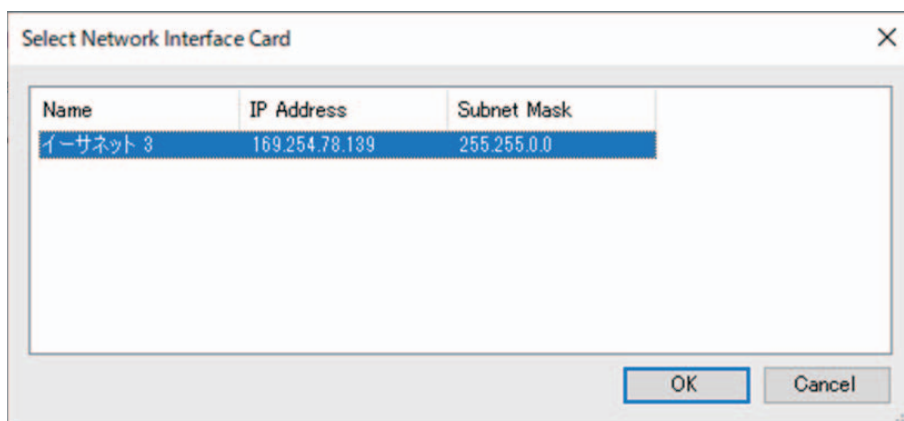 Select Network Interface Card
Name IP Address Subnet Mask
イーサネット 3 169.254.78.139 255.255.0.0
OK Cancel